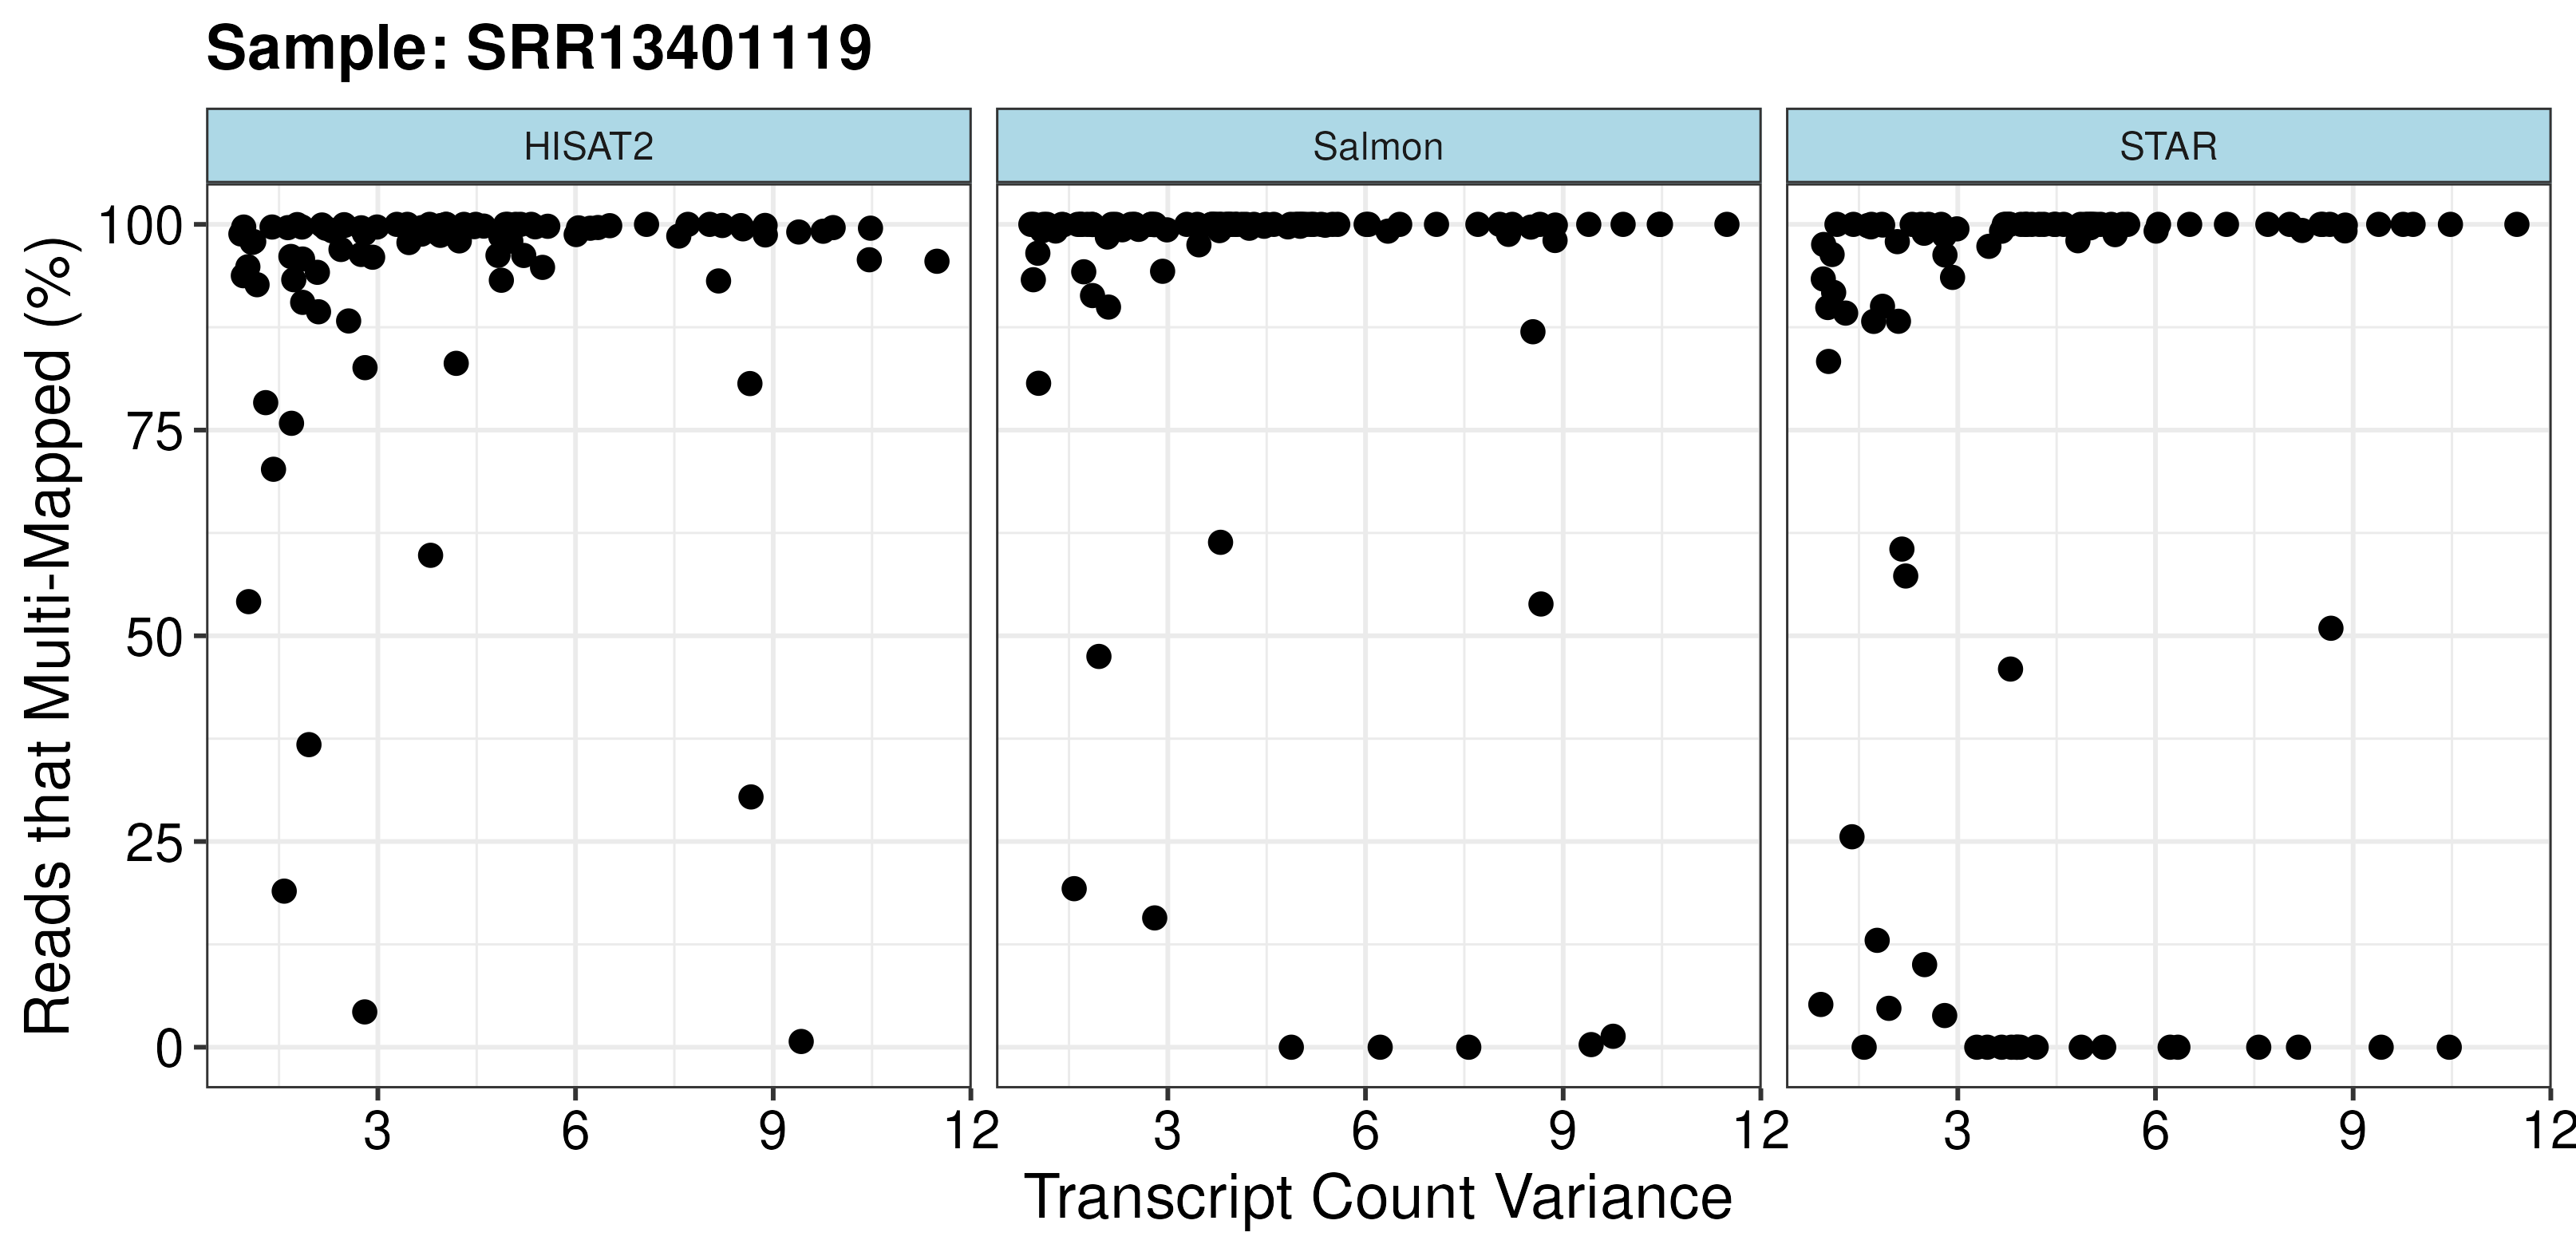 Sample: SRR13401119
HISAT2 Salmon STAR
Reads that Multi-Mapped (%)
100
75
50
25
0
3 6 9 12 3 6 9 12 3 6 9 12
Transcript Count Variance